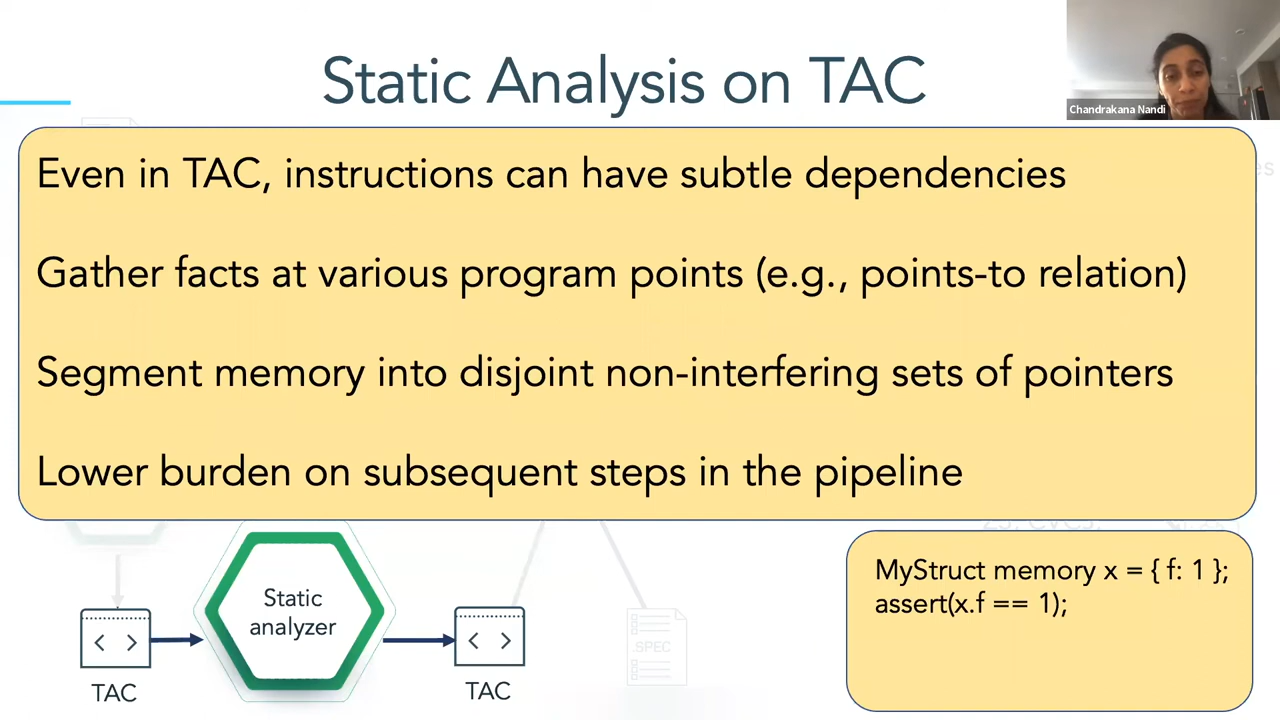 Static Analysis on TAC
Chandrakana Nandi
Even in TAC, instructions can have subtle dependencies
Gather facts at various program points (e.g., points-to relation)
Segment memory into disjoint non-interfering sets of pointers
Lower burden on subsequent steps in the pipeline
MyStruct memory x = { f: 1 };
assert(x.f == 1);
Static
analyzer
.SPEC
TAC
TAC